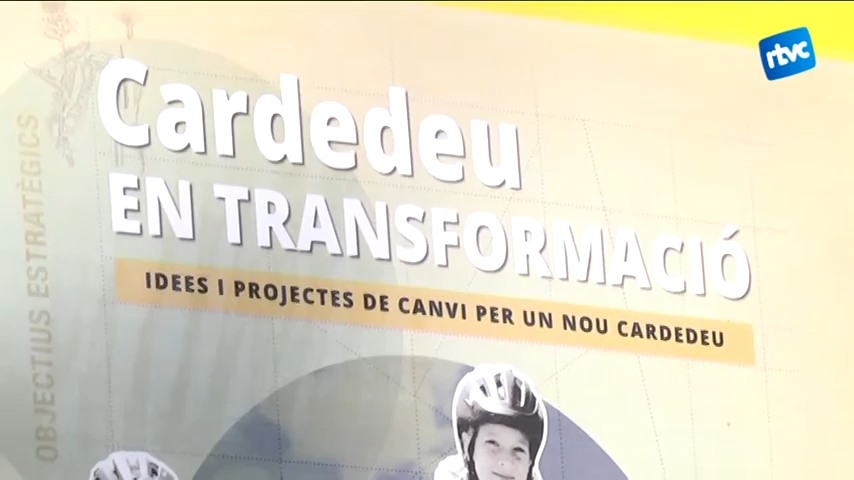 rtvc
Cardedeu
EN TRANSFORMACIÓ
IDEES I PROJECTES DE CANVI PER UN NOU CARDEDEU
OBJECTIUS ESTRATÈGICS